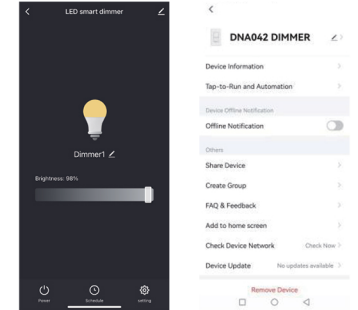 LED smart dimmer
Dimmer1
Brightness: 98%
Power
Schedule
setting
DNA042 DIMMER
Device Information
Tap-to-Run and Automation
Device Offline Notification
Offline Notification
Others
Share Device
Create Group
FAQ & Feedback
Add to home screen
Check Device Network Check Now
Device Update No updates available
Remove Device